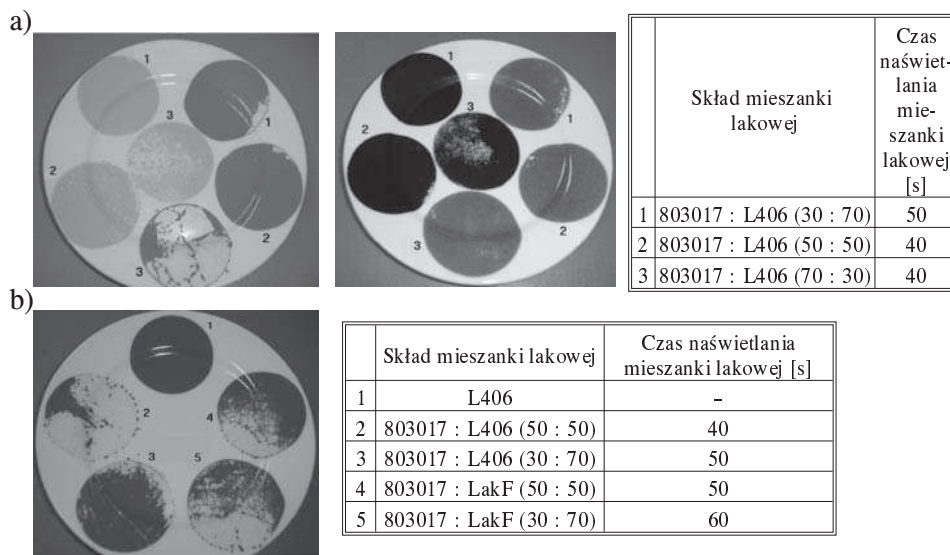 a)
1
1
3
2
2
3
1
3
2
1
2
3
Skład mieszanki lakowej
Czas naświet-
lania
mie-
szanki
lakowej
[s]
1 803017 : L406 (30 : 70) 50
2 803017 : L406 (50 : 50) 40
3 803017 : L406 (70 : 30) 40
b)
1
2
4
3
5
Skład mieszanki lakowej Czas naświetlania
mieszanki lakowej [s]
1 L406 –
2 803017 : L406 (50 : 50) 40
3 803017 : L406 (30 : 70) 50
4 803017 : LakF (50 : 50) 50
5 803017 : LakF (30 : 70) 60